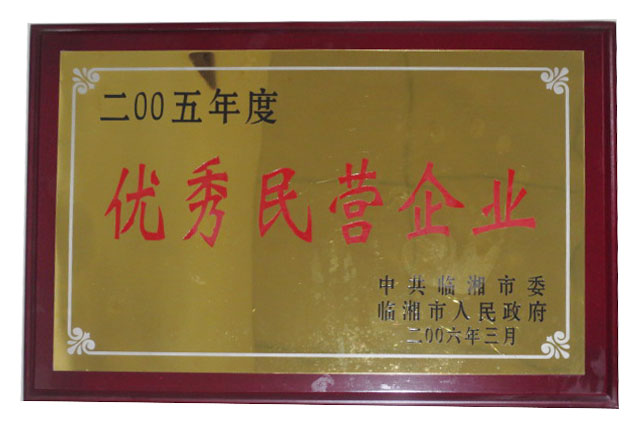 二00五年度
优秀民营企业
中共临湘市委
临湘市人民政府
二00六年三月